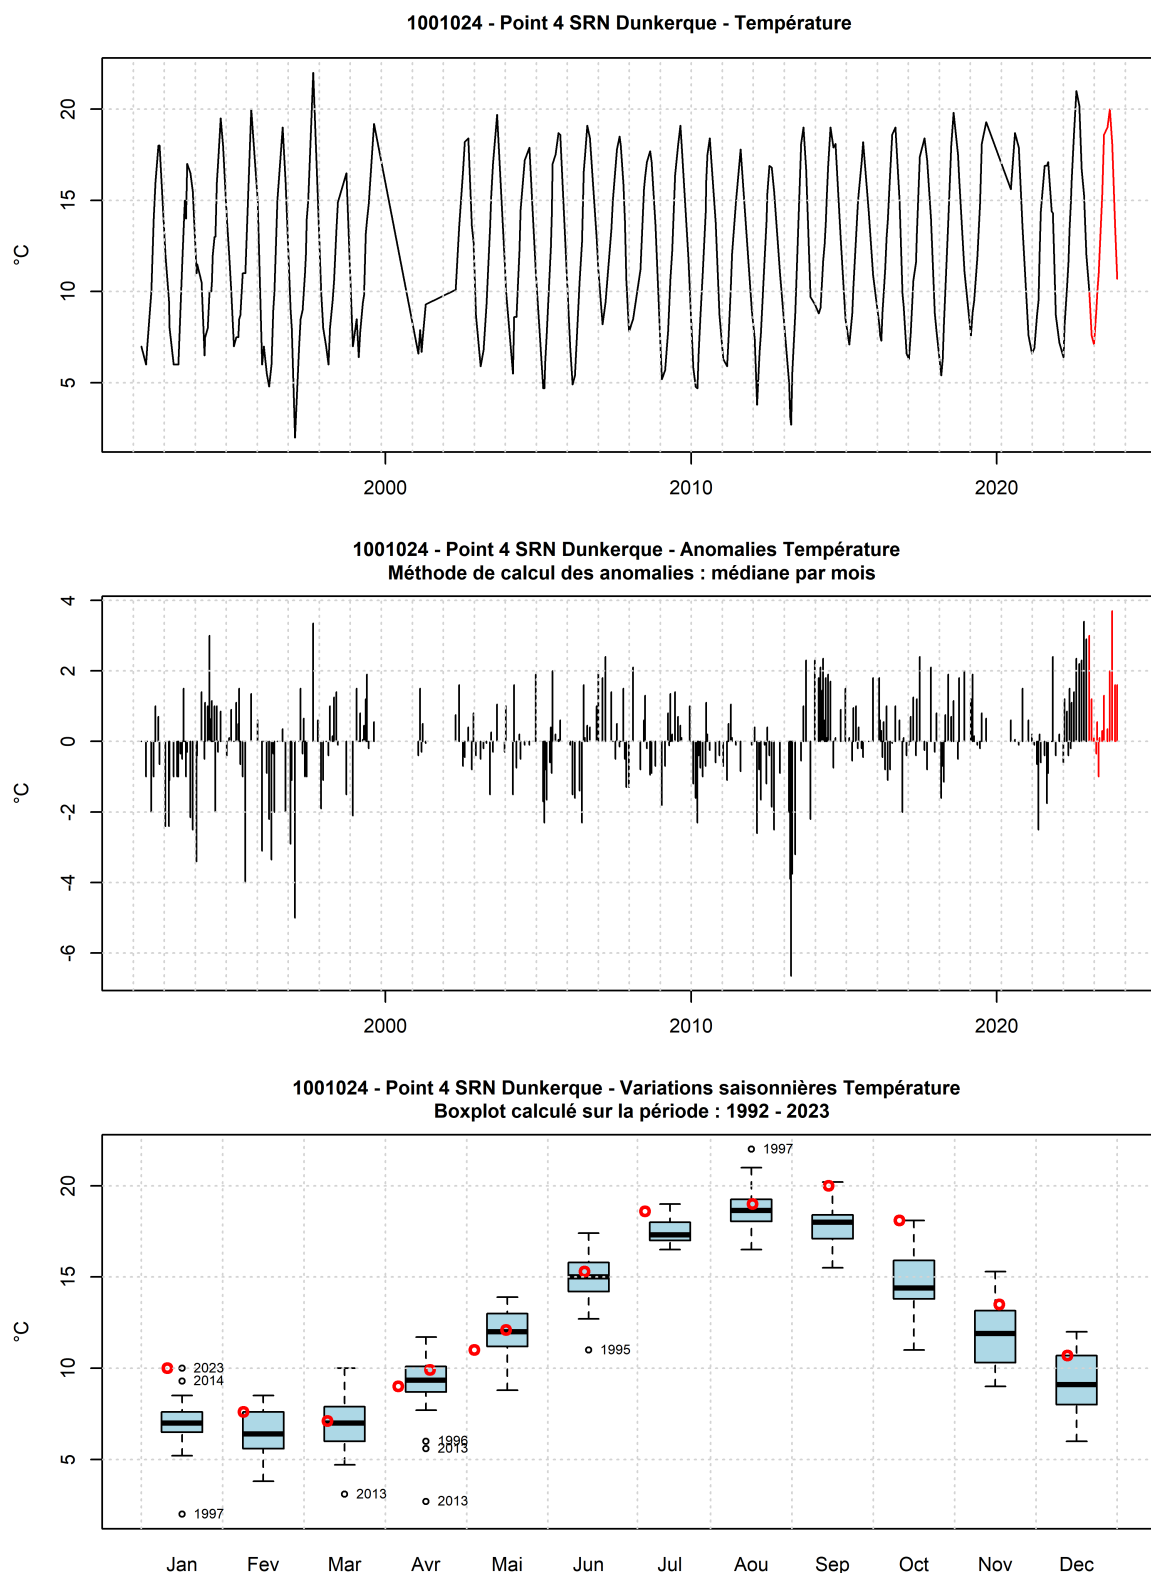 1001024 - Point 4 SRN Dunkerque - Température
°C
20
15
10
5
2000
2010
2020
1001024 - Point 4 SRN Dunkerque - Anomalies Température
Méthode de calcul des anomalies : médiane par mois
°C
4
2
0
-2
-4
-6
2000
2010
2020
1001024 - Point 4 SRN Dunkerque - Variations saisonnières Température
Boxplot calculé sur la période : 1992 - 2023
°C
20
15
10
5
1997
2023
2014
1995
1996
2013
2013
2013
1997
Jan
Fev
Mar
Avr
Mai
Jun
Jul
Aou
Sep
Oct
Nov
Dec